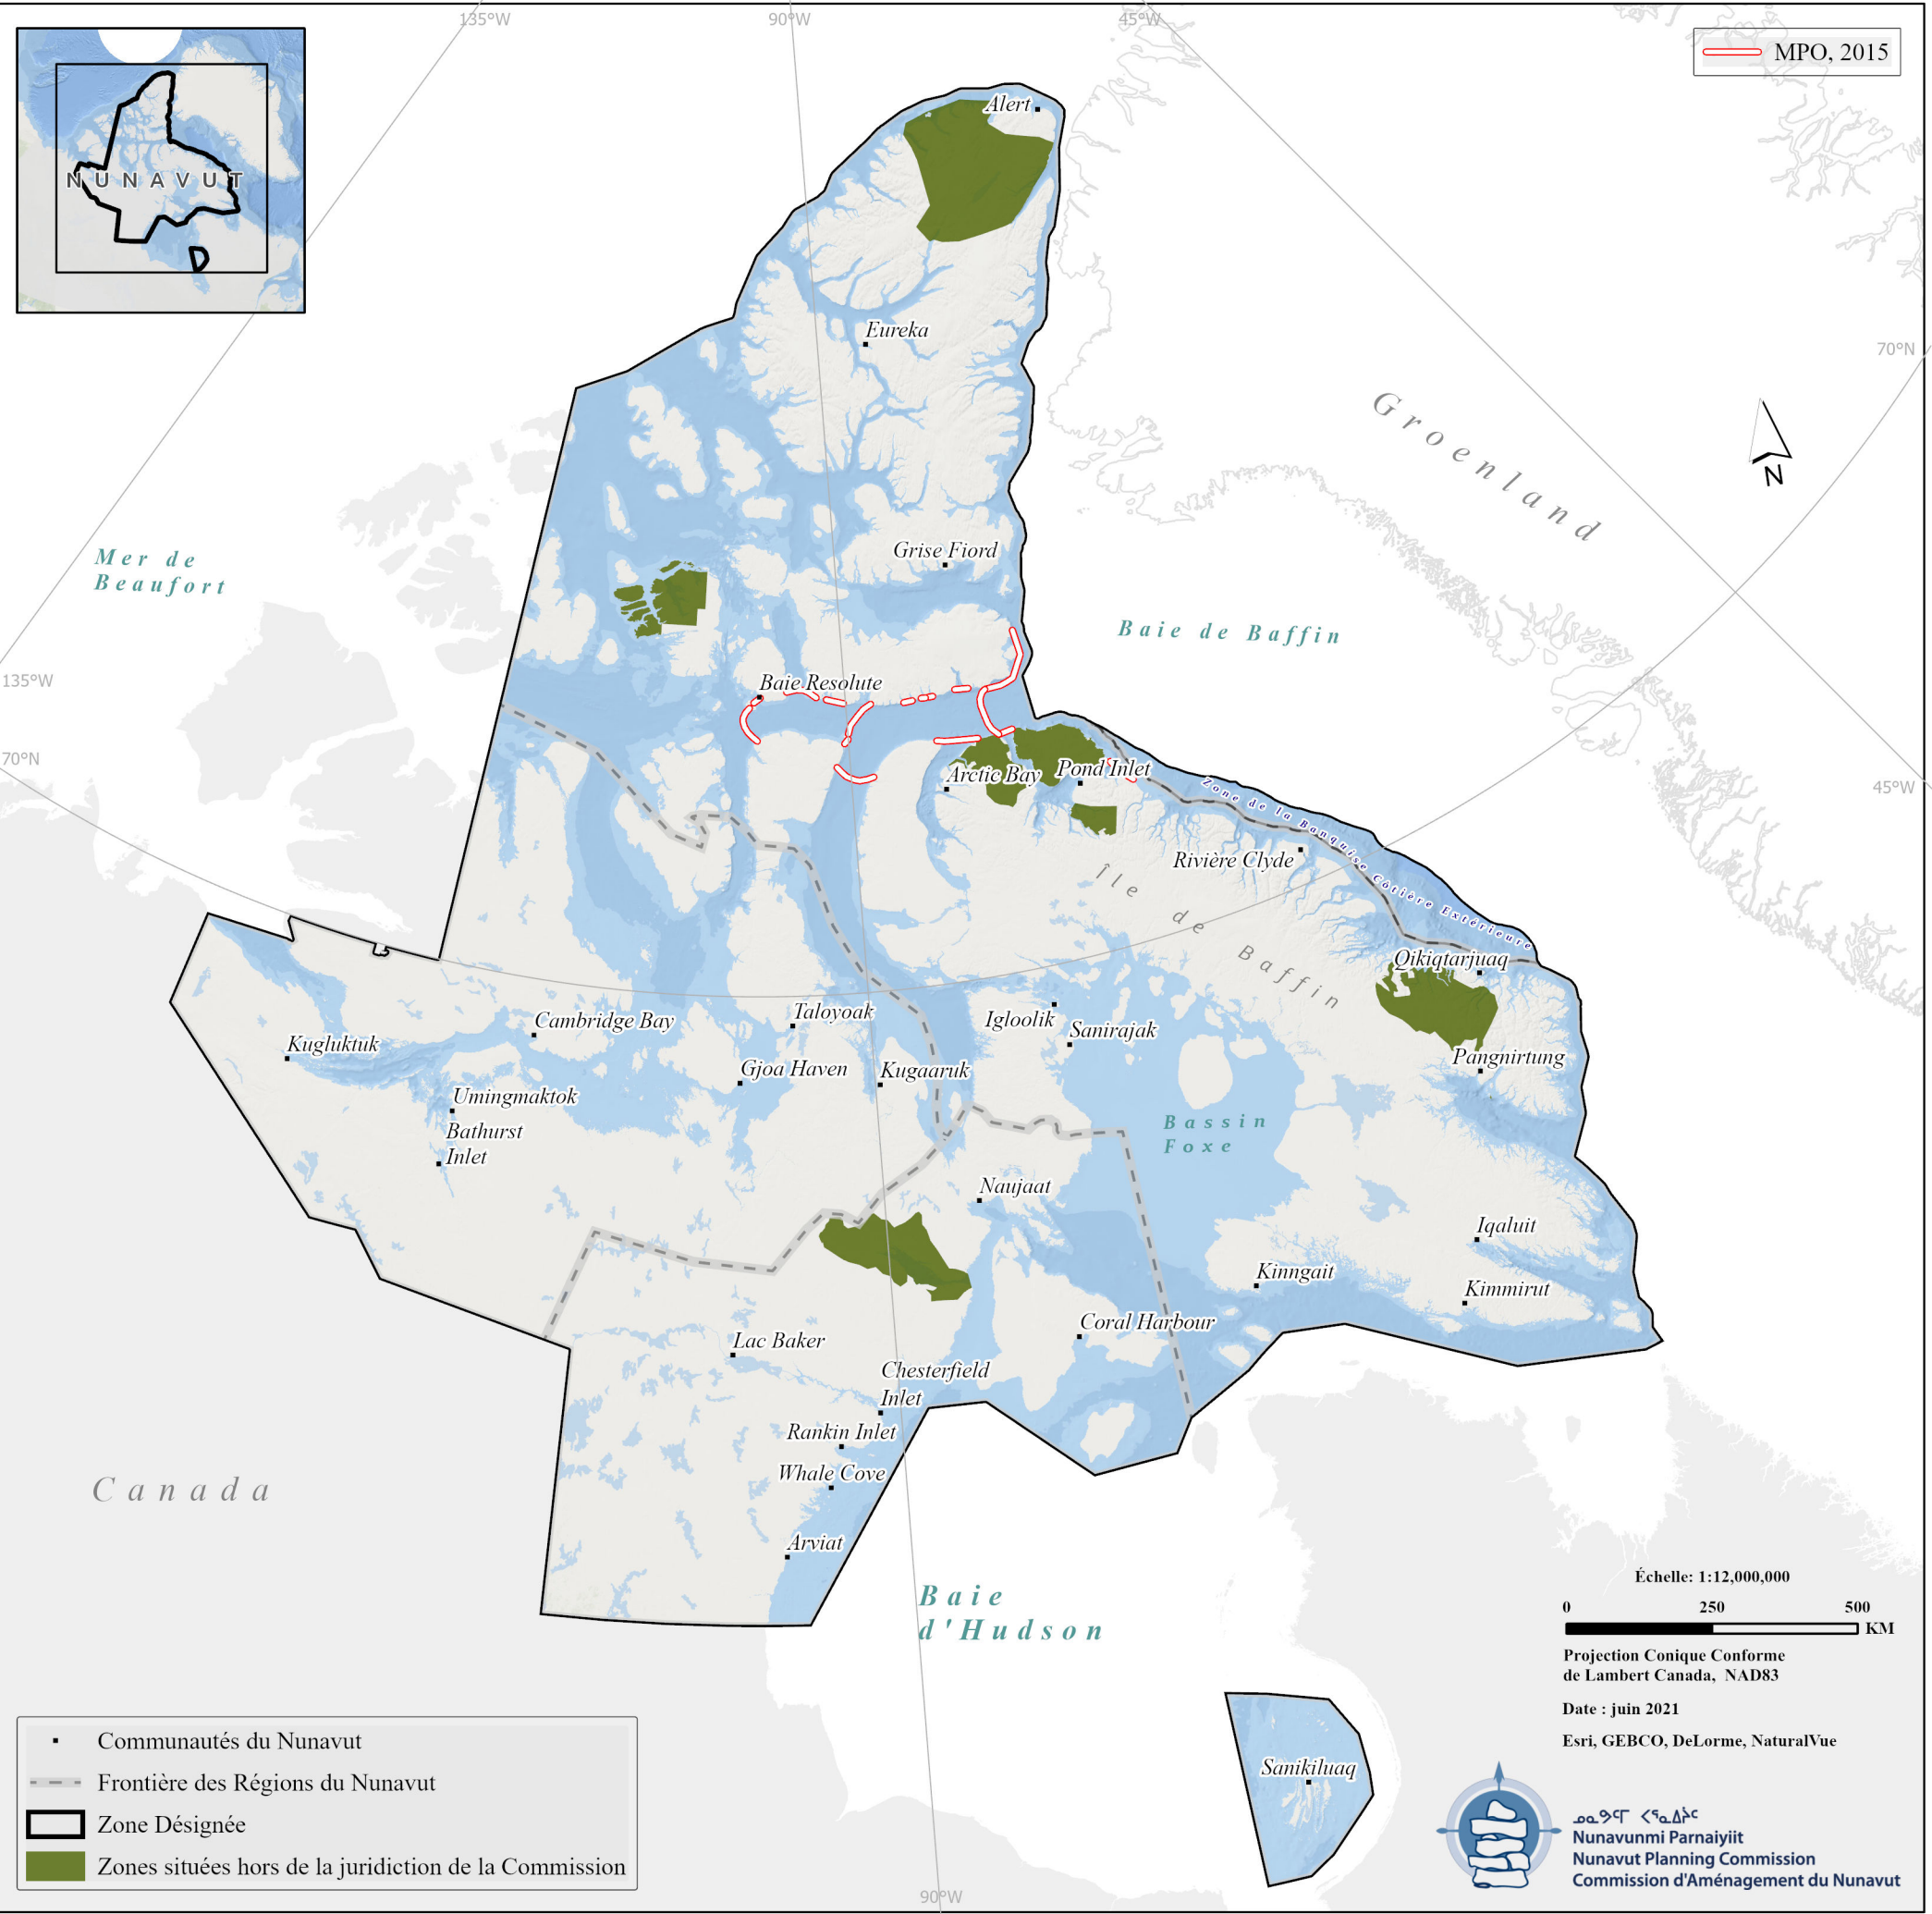 135°W
90°W
45°W
MPO, 2015
NUNAVUT
Alert
Eureka
70°N
Groenland
N
Grise Fiord
Mer de
Beaufort
Baie de Baffin
135°W
Baie Resolute
70°N
Arctic Bay
Pond Inlet
Zone de la Banquise Côtière Extérieure
45°W
Rivière Clyde
Île de Baffin
Qikiqtarjuaq
Taloyoak
Igloolik
Cambridge Bay
Sanirajak
Kugluktuk
Pangnirtung
Gjoa Haven
Kugaaruk
Umingmaktok
Bassin
Foxe
Bathurst
Inlet
Naujaat
Iqaluit
Kinngait
Kimmirut
Coral Harbour
Lac Baker
Chesterfield
Inlet
Rankin Inlet
Whale Cove
Canada
Arviat
Baie
d'Hudson
Échelle: 1:12,000,000
0 250 500
KM
Projection Conique Conforme
de Lambert Canada, NAD83
Date : juin 2021
Esri, GEBCO, DeLorme, NaturalVue
Sanikiluaq
Communautés du Nunavut
Frontière des Régions du Nunavut
Zone Désignée
Zones situées hors de la juridiction de la Commission
ᓄᓇᕗᑦᒥ ᐸᕐᓇᐃᔩᑦ
Nunavunmi Parnaiyiit
Nunavut Planning Commission
Commission d'Aménagement du Nunavut
90°W